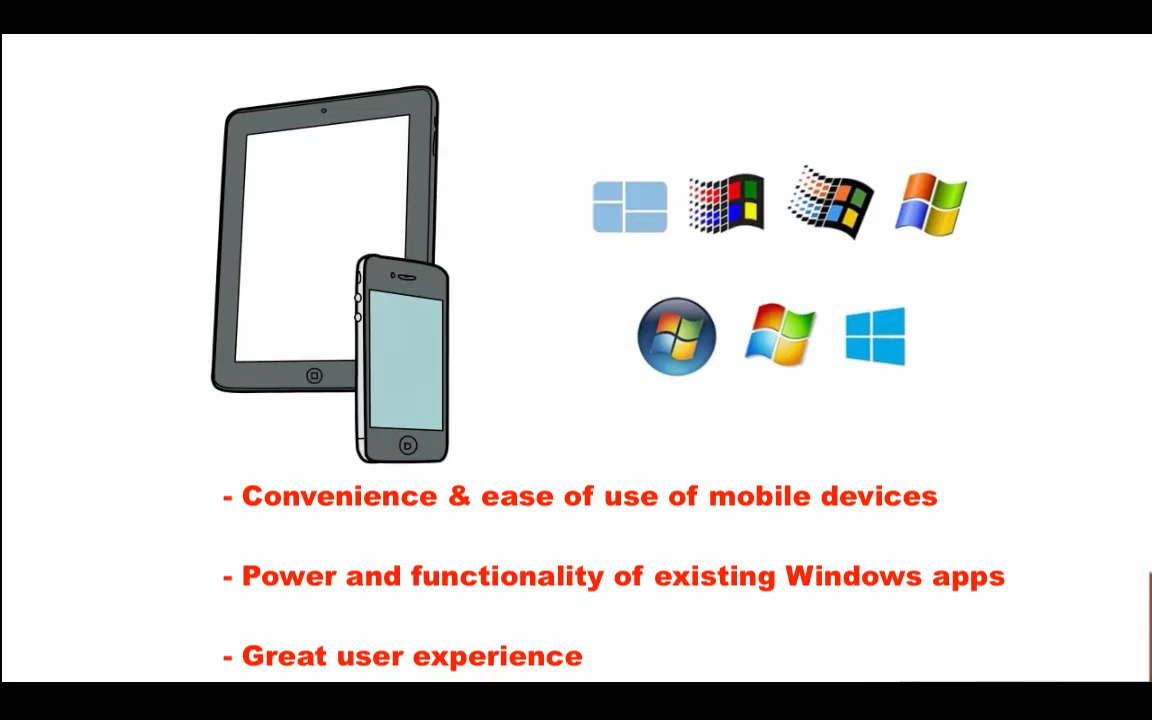 - Convenience & ease of use of mobile devices
- Power and functionality of existing Windows apps
- Great user experience